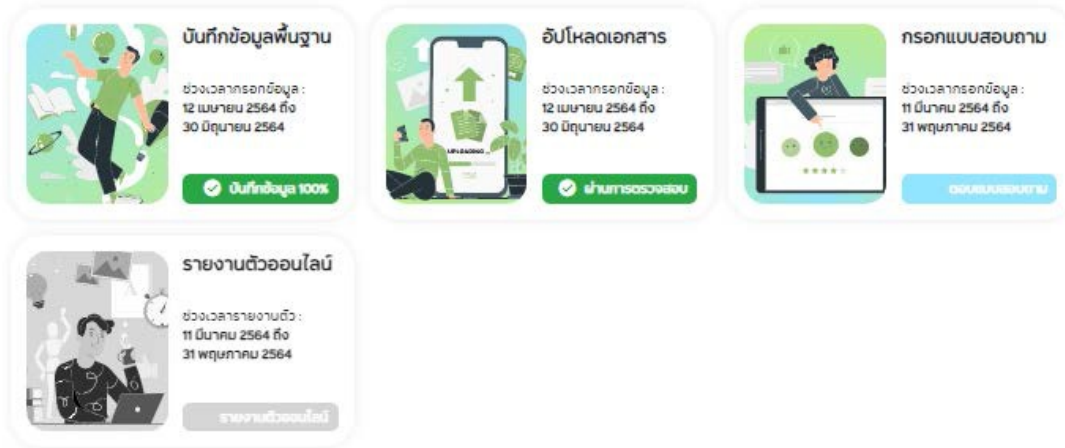 บันทึกข้อมูลพื้นฐาน
ช่วงเวลากรอกข้อมูล :
12 เมษายน 2564 ถึง
30 มิถุนายน 2564
บันทึกข้อมูล 100%
อัปโหลดเอกสาร
ช่วงเวลากรอกข้อมูล :
12 เมษายน 2564 ถึง
30 มิถุนายน 2564
UPLOADING ...
ผ่านการตรวจสอบ
กรอกแบบสอบถาม
ช่วงเวลากรอกข้อมูล :
11 มีนาคม 2564 ถึง
31 พฤษภาคม 2564
ตอบแบบสอบถาม
รายงานตัวออนไลน์
ช่วงเวลารายงานตัว :
11 มีนาคม 2564 ถึง
31 พฤษภาคม 2564
รายงานตัวออนไลน์